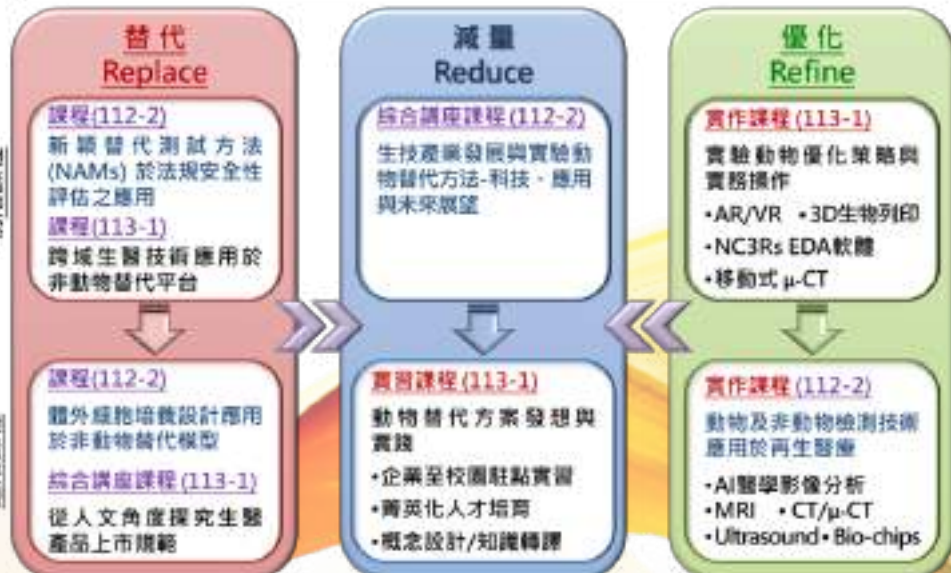 替代
Replace
課程(112-2)
新穎替代測試方法
(NAMs) 於法規安全性
評估之應用
課程(113-1)
跨域生醫技術應用於
非動物替代平台
課程(112-2)
體外細胞培養設計應用
於非動物替代模型
綜合講座課程(113-1)
從人文角度探究生醫
產品上市規範
減量
Reduce
綜合講座課程(112-2)
生技產業發展與實驗動
物替代方法-科技、應用
與未來展望
實習課程(113-1)
動物替代方案發想與
實踐
•企業至校園駐點實習
•菁英化人才培育
•概念設計/知識轉譯
優化
Refine
實作課程(113-1)
實驗動物優化策略與
實務操作
•AR/VR •3D生物列印
•NC3Rs EDA軟體
•移動式 μ-CT
實作課程(112-2)
動物及非動物檢測技術
應用於再生醫療
•AI醫學影像分析
•MRI •CT/μ-CT
•Ultrasound•Bio-chips